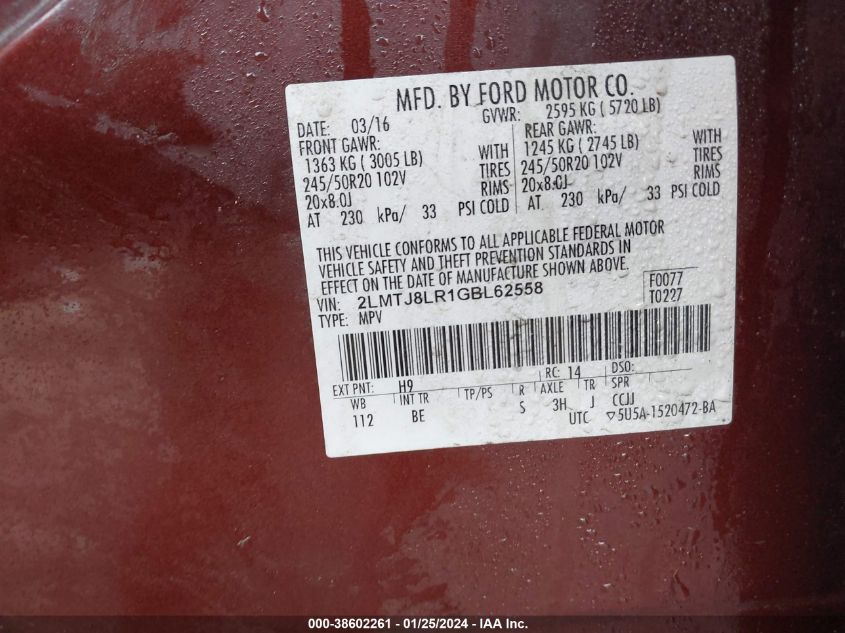 MFD. BY FORD MOTOR CO.
DATE: 03/16 GVWR: 2595 KG ( 5720 LB)
FRONT GAWR: REAR GAWR:
1363 KG ( 3005 LB) WITH 1245 KG ( 2745 LB) WITH
245/50R20 102V TIRES 245/50R20 102V TIRES
20x8.0J RIMS 20x8.0J RIMS
AT 230 kPa/ 33 PSI COLD AT 230 kPa/ 33 PSI COLD
THIS VEHICLE CONFORMS TO ALL APPLICABLE FEDERAL MOTOR
VEHICLE SAFETY AND THEFT PREVENTION STANDARDS IN
EFFECT ON THE DATE OF MANUFACTURE SHOWN ABOVE.
VIN: 2LMTJ8LR1GBL62558 F0077
TYPE: MPV T0227
EXT PNT: H9 RC: 14 DSO:
WB INT TR TP/PS R AXLE TR SPR
112 BE S 3H J CCJJ
UTC ▽5U5A-1520472-BA
000-38602261 - 01/25/2024 - IAA Inc.